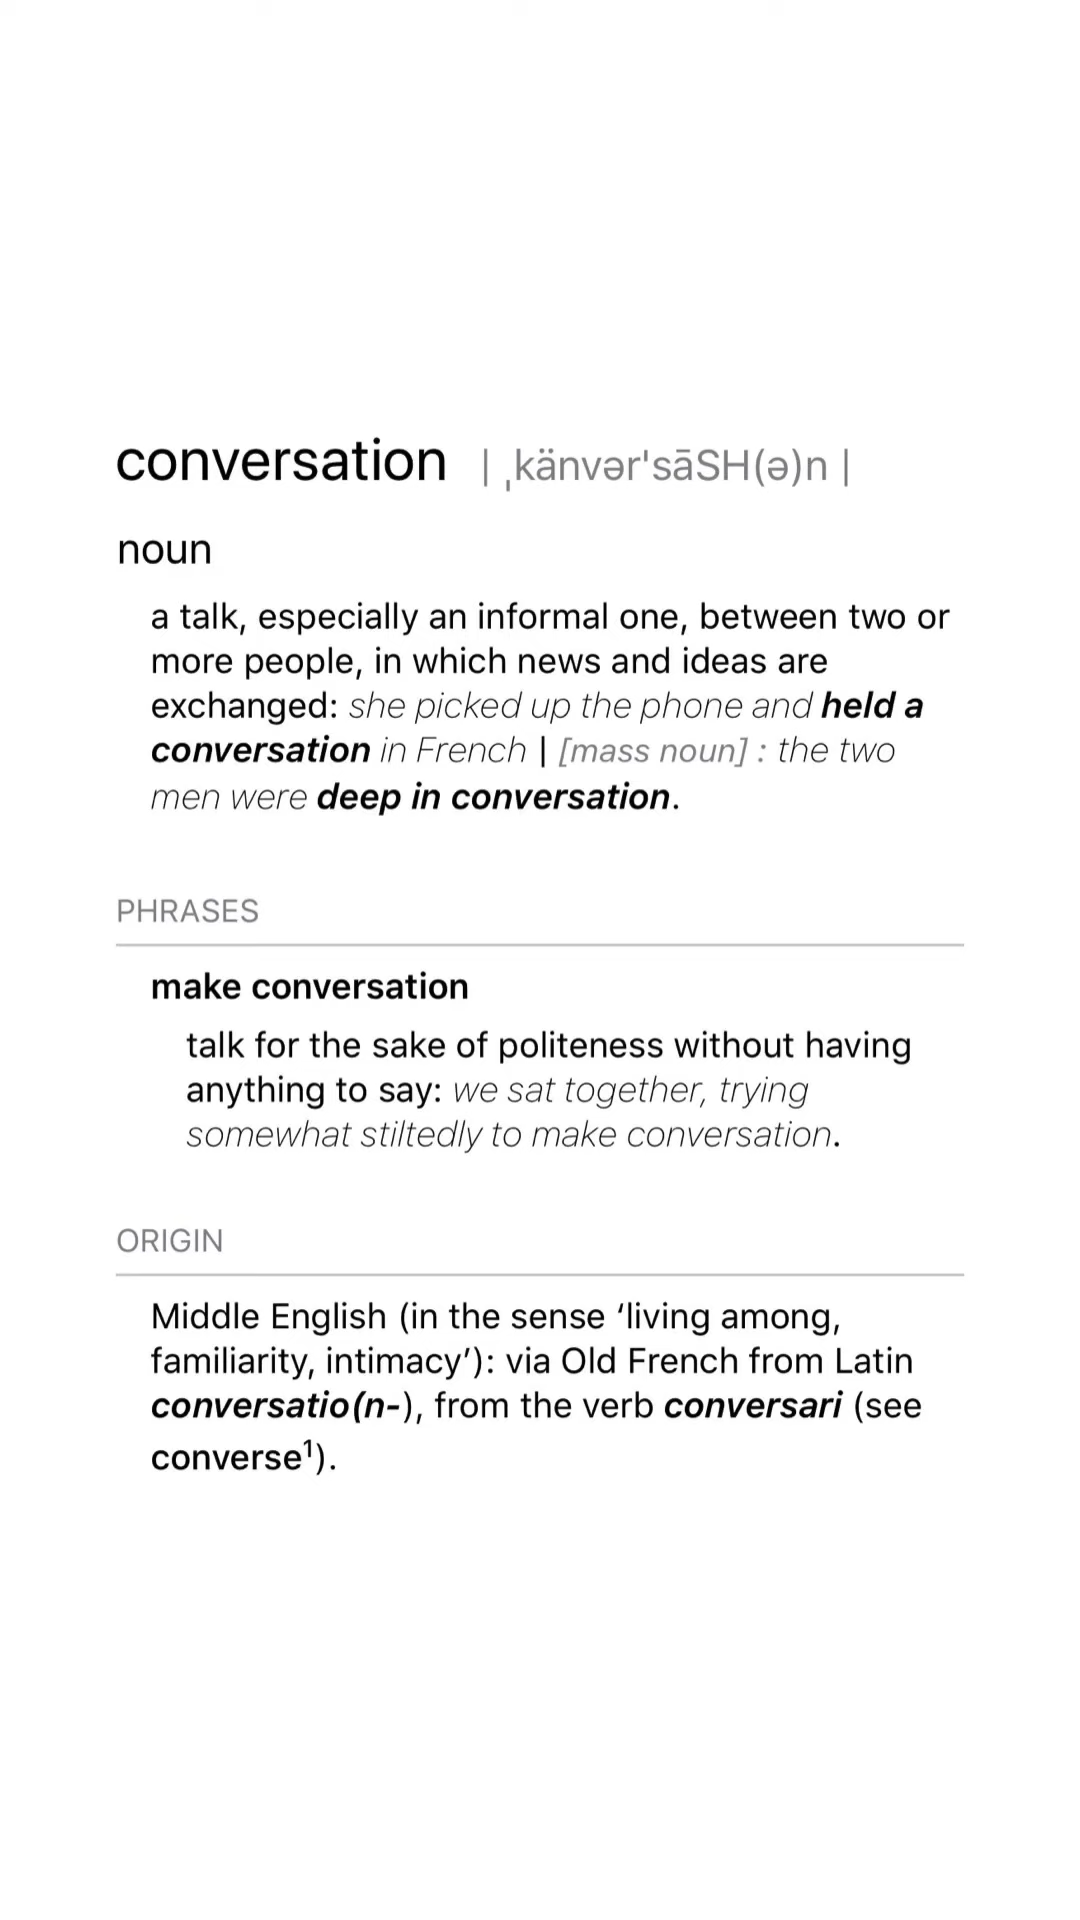 conversation | ˌkänvər'sāSH(ə)n |
noun
a talk, especially an informal one, between two or
more people, in which news and ideas are
exchanged: she picked up the phone and held a
conversation in French | [mass noun] : the two
men were deep in conversation.
PHRASES
make conversation
talk for the sake of politeness without having
anything to say: we sat together, trying
somewhat stiltedly to make conversation.
ORIGIN
Middle English (in the sense ‘living among,
familiarity, intimacy’): via Old French from Latin
conversatio(n-), from the verb conversari (see
converse¹).